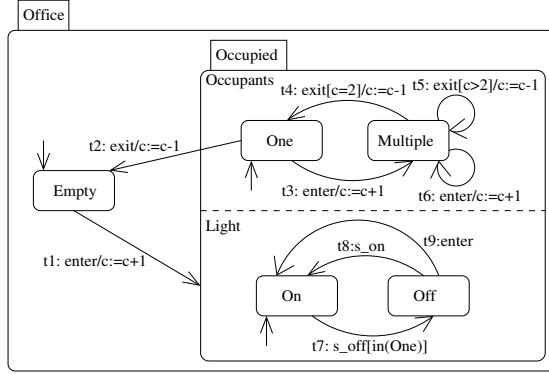 Office
Occupied
Occupants
t4: exit[c=2]/c:=c-1
t5: exit[c>2]/c:=c-1
t2: exit/c:=c-1
One
Multiple
Empty
t3: enter/c:=c+1
t6: enter/c:=c+1
Light
t9:enter
t8:s_on
t1: enter/c:=c+1
On
Off
t7: s_off[in(One)]